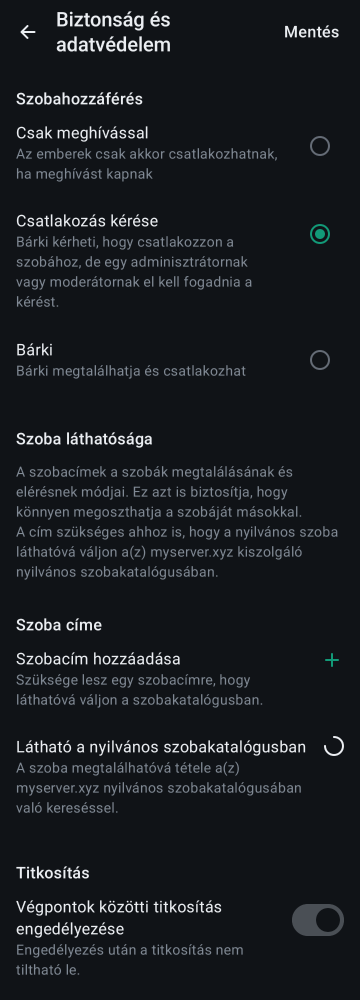 Biztonság és
adatvédelem
Mentés
Szobahozzáférés
Csak meghívással
Az emberek csak akkor csatlakozhatnak,
ha meghívást kapnak
Csatlakozás kérése
Bárki kérheti, hogy csatlakozzon a
szobához, de egy adminisztrátornak
vagy moderátornak el kell fogadnia a
kérést.
Bárki
Bárki megtalálhatja és csatlakozhat
Szoba láthatósága
A szobacímek a szobák megtalálásának és
elérésnek módjai. Ez azt is biztosítja, hogy
könnyen megoszthatja a szobáját másokkal.
A cím szükséges ahhoz is, hogy a nyilvános szoba
láthatóvá váljon a(z) myserver.xyz kiszolgáló
nyilvános szobakatalógusában.
Szoba címe
Szobacím hozzáadása
Szüksége lesz egy szobacímre, hogy
láthatóvá váljon a szobakatalógusban.
Látható a nyilvános szobakatalógusban
A szoba megtalálhatóvá tétele a(z)
myserver.xyz nyilvános szobakatalógusában
való kereséssel.
Titkosítás
Végpontok közötti titkosítás
engedélyezése
Engedélyezés után a titkosítás nem
tiltható le.